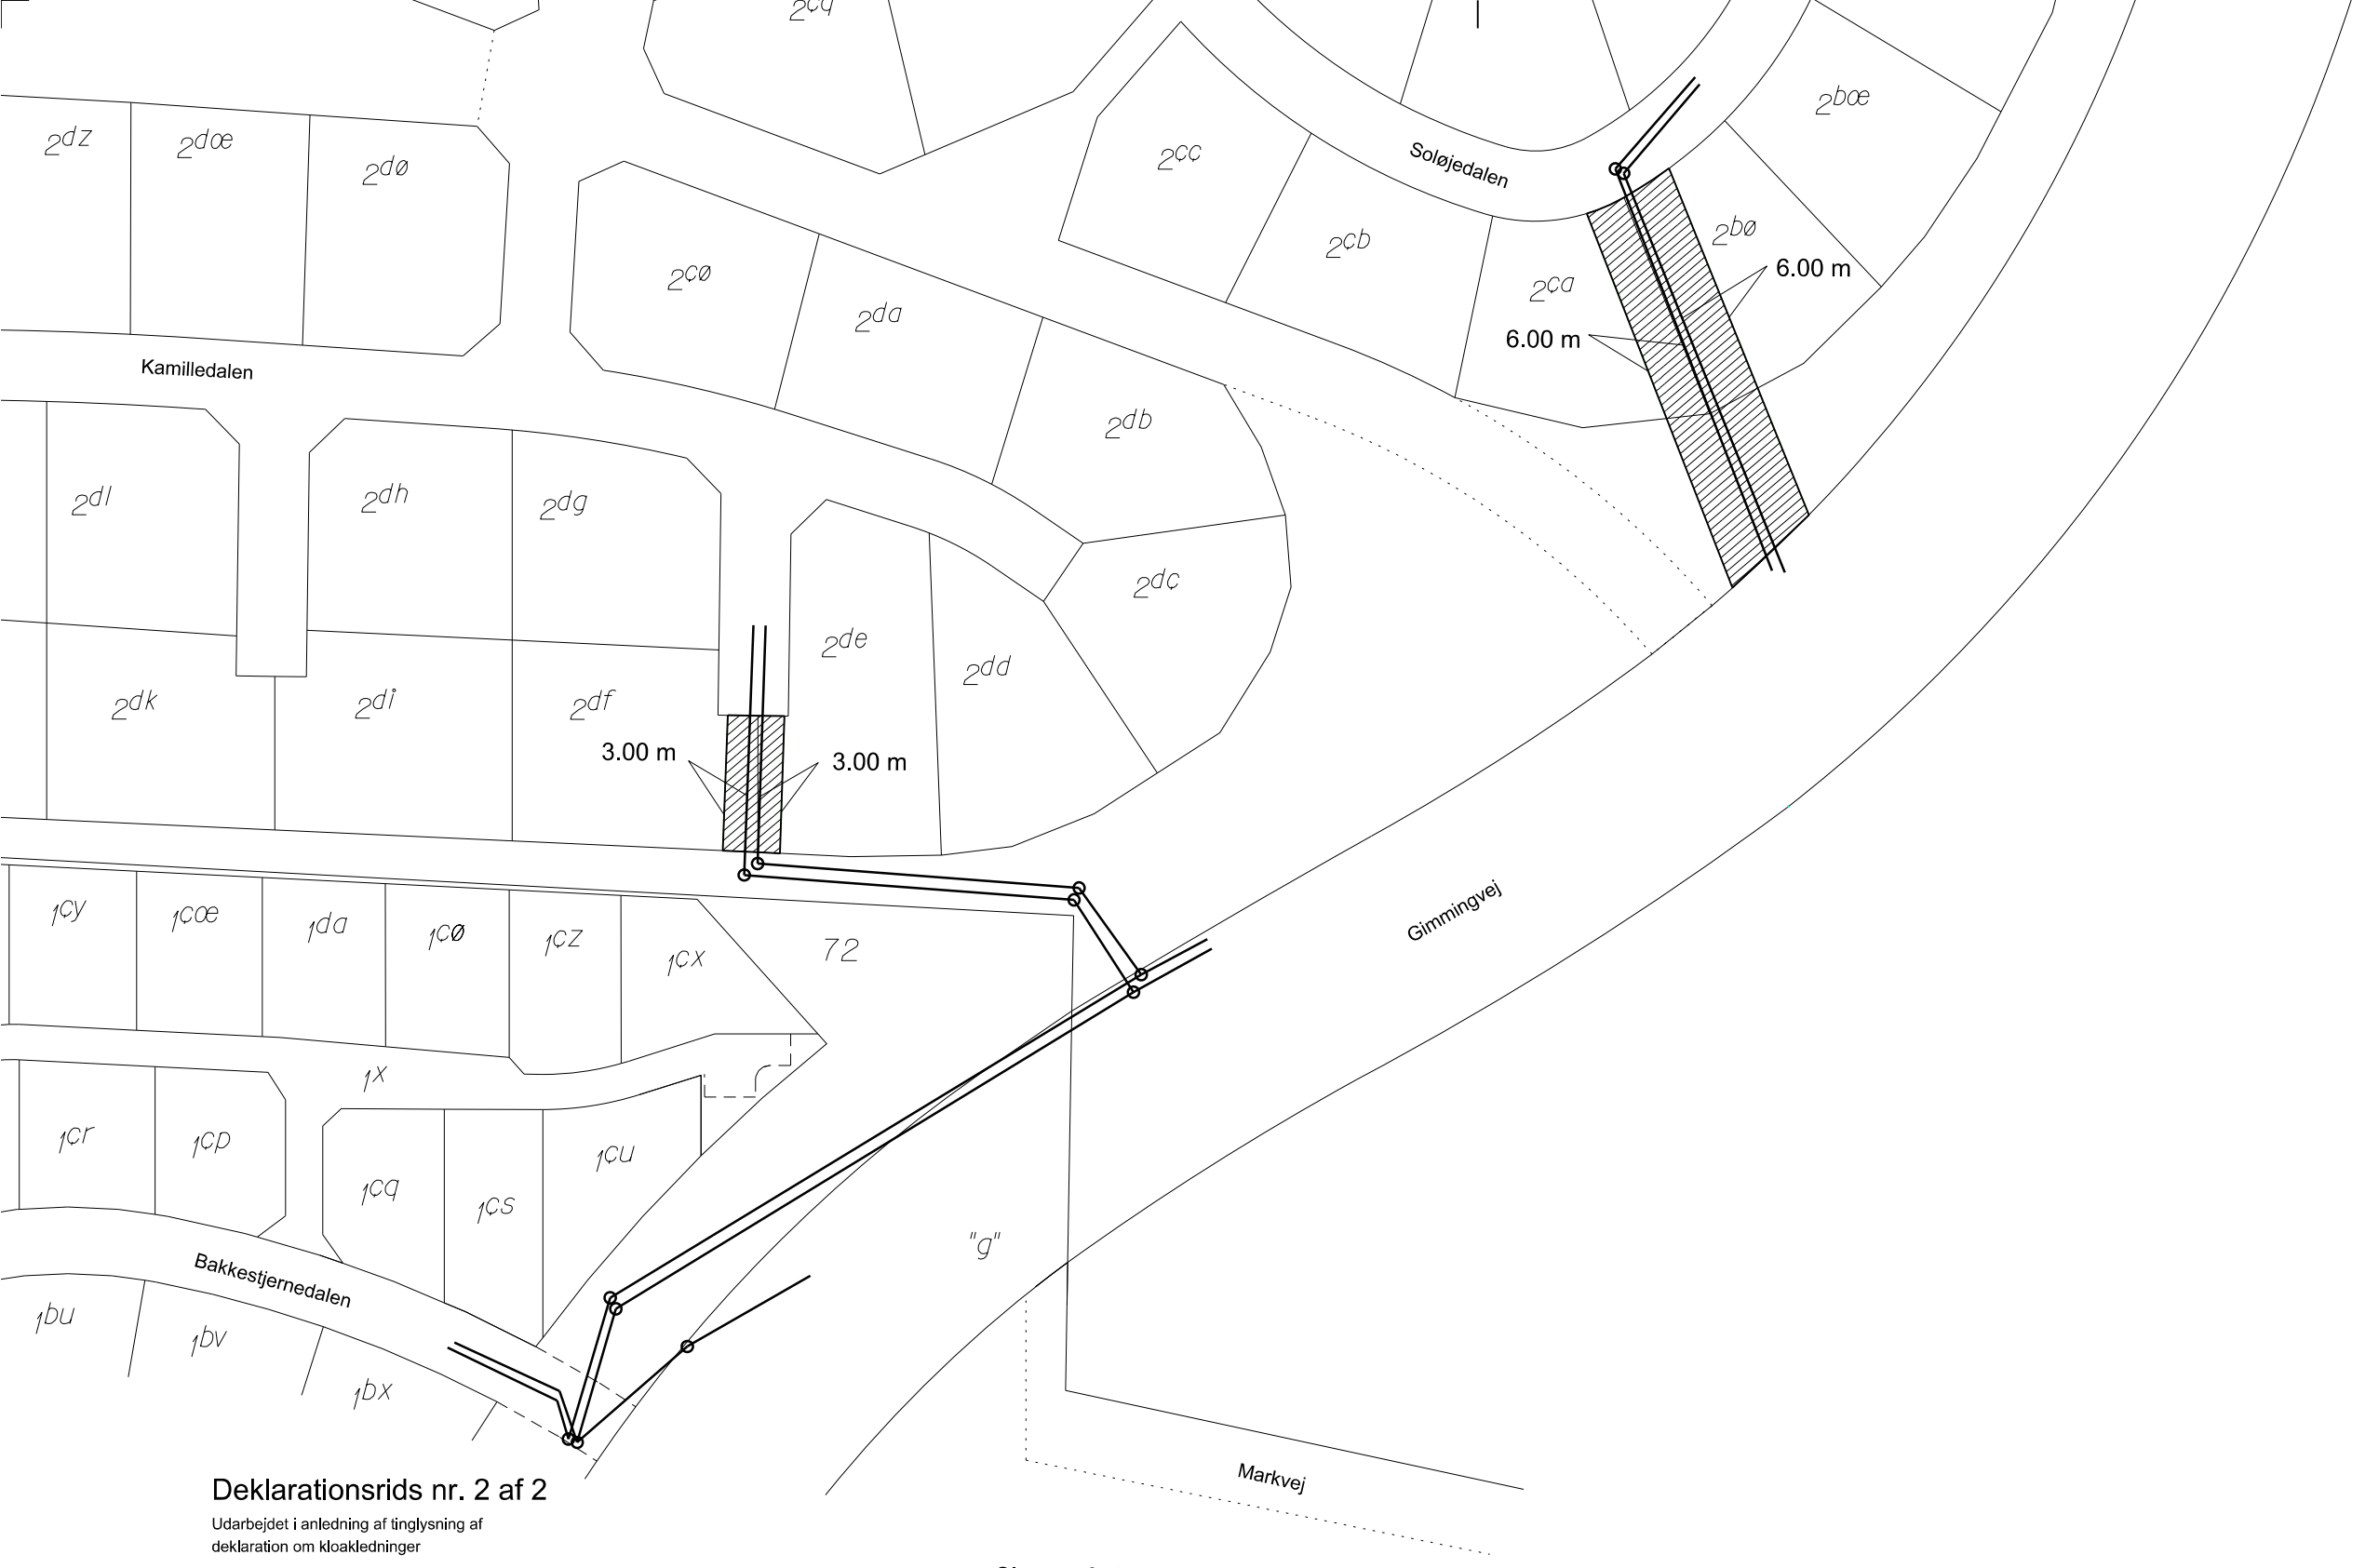 2dz
2dœ
2dø
2cc
2bœ
Soløjedalen
2cø
2da
2cb
2ca
2bø
6.00 m
6.00 m
Kamilledalen
2db
2dl
2dh
2dg
2dc
2de
2dd
2dk
2di
2df
3.00 m
3.00 m
1cy
1cœ
1da
1cø
1cz
1cx
72
Gimmingvej
1x
1cr
1cp
1cq
1cs
1cu
"g"
Bakkestjernedalen
1bu
1bv
1bx
Markvej
Deklarationsrids nr. 2 af 2
Udarbejdet i anledning af tinglysning af
deklaration om kloakledninger